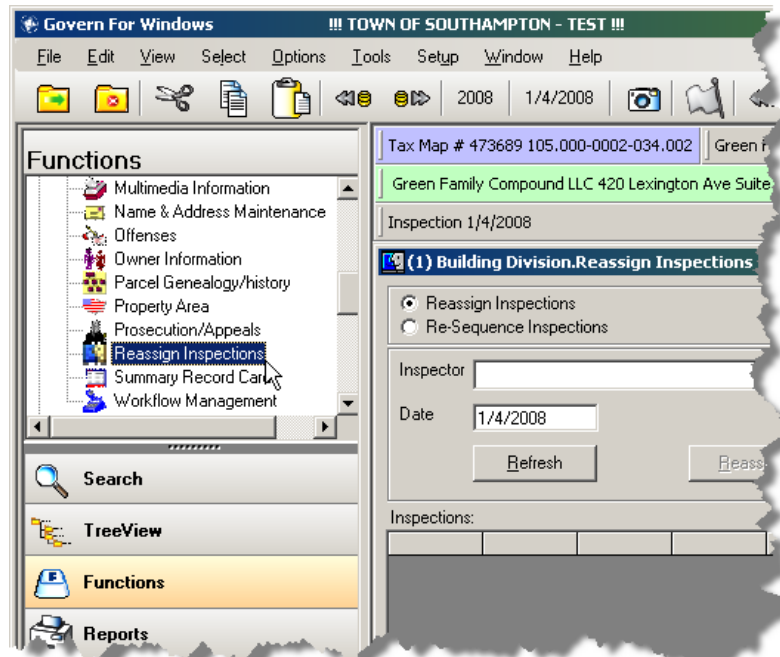 Govern For Windows !!! TOWN OF SOUTHAMPTON - TEST !!!
File Edit View Select Options Tools Setup Window Help
2008 1/4/2008
Functions
Multimedia Information
Name & Address Maintenance
Offenses
Owner Information
Parcel Genealogy/history
Property Area
Prosecution/Appeals
Reassign Inspections
Summary Record Card
Workflow Management
Search
TreeView
Functions
Reports
Tax Map # 473689 105.000-0002-034.002 Green
Green Family Compound LLC 420 Lexington Ave Suite
Inspection 1/4/2008
(1) Building Division.Reassign Inspections
Reassign Inspections
Re-Sequence Inspections
Inspector
Date 1/4/2008
Refresh Reass
Inspections: